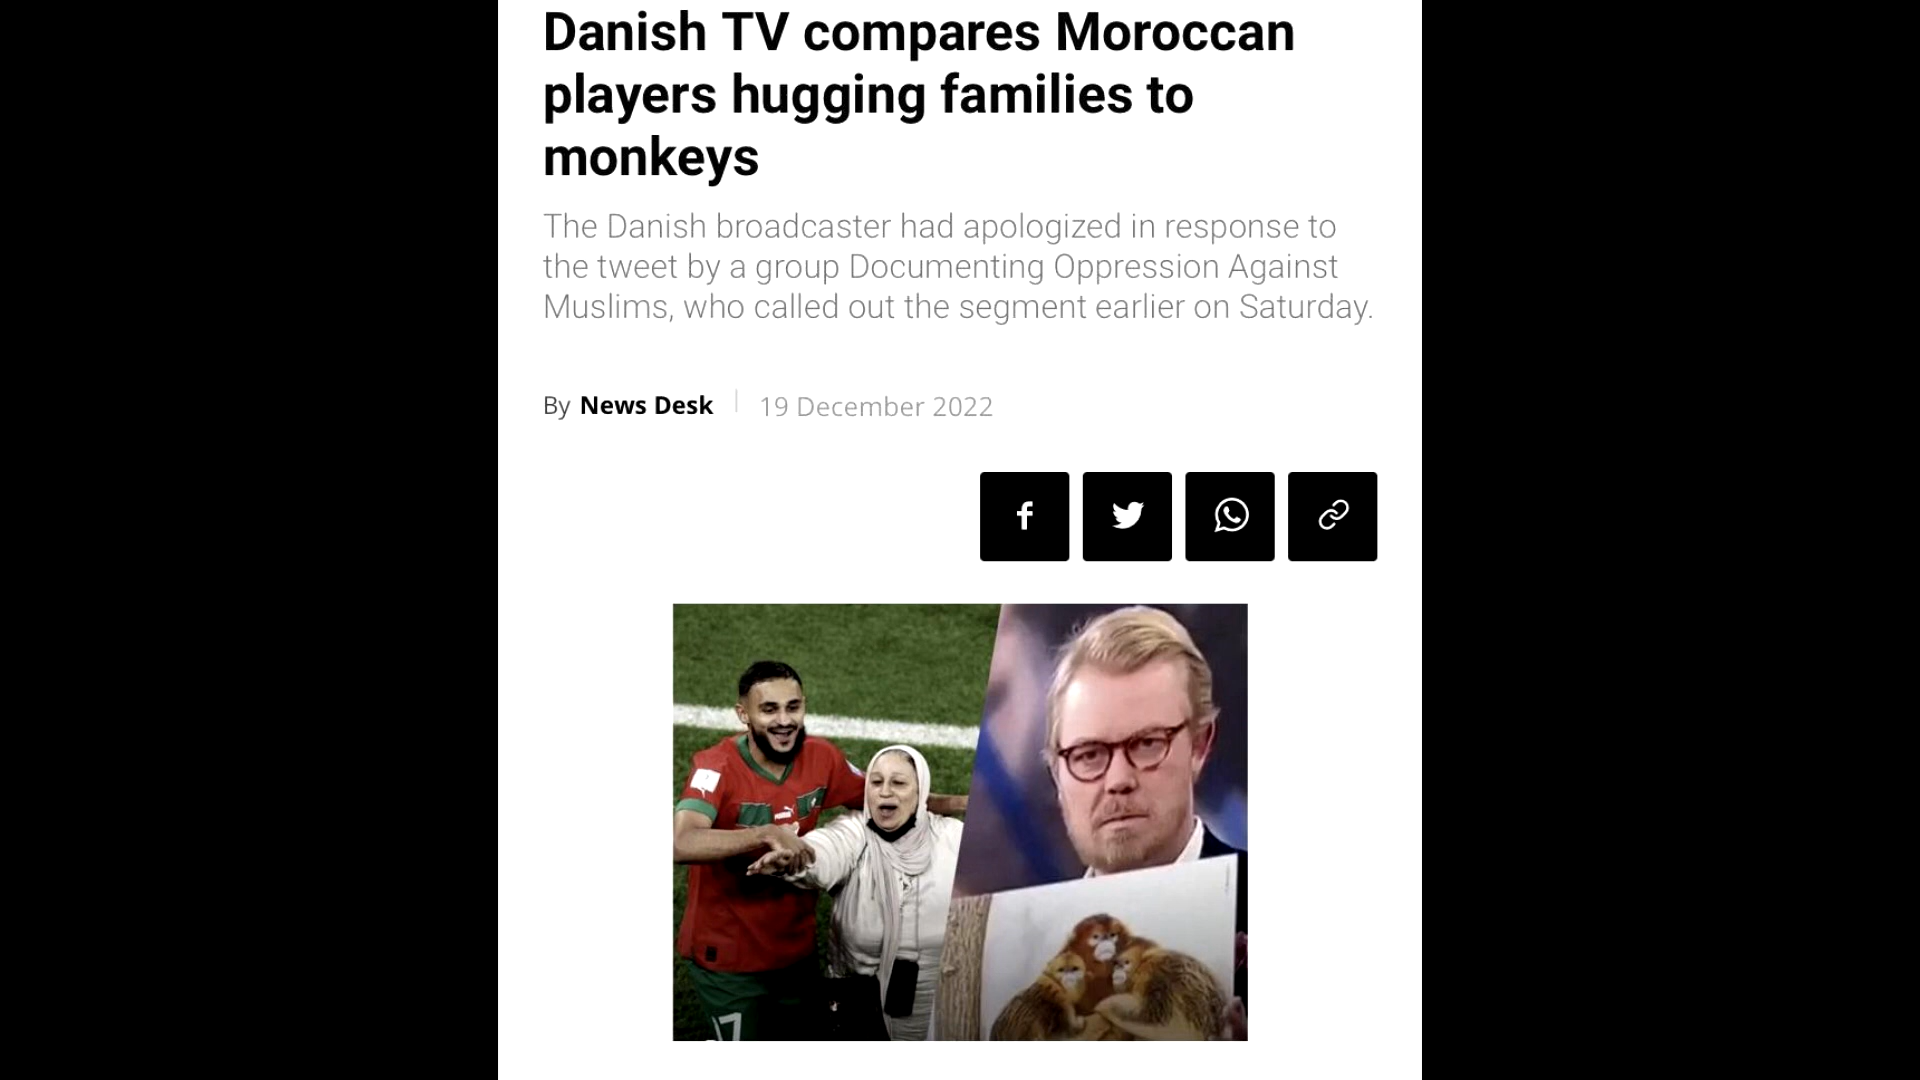 Danish TV compares Moroccan
players hugging families to
monkeys
The Danish broadcaster had apologized in response to
the tweet by a group Documenting Oppression Against
Muslims, who called out the segment earlier on Saturday.
By News Desk 19 December 2022
17